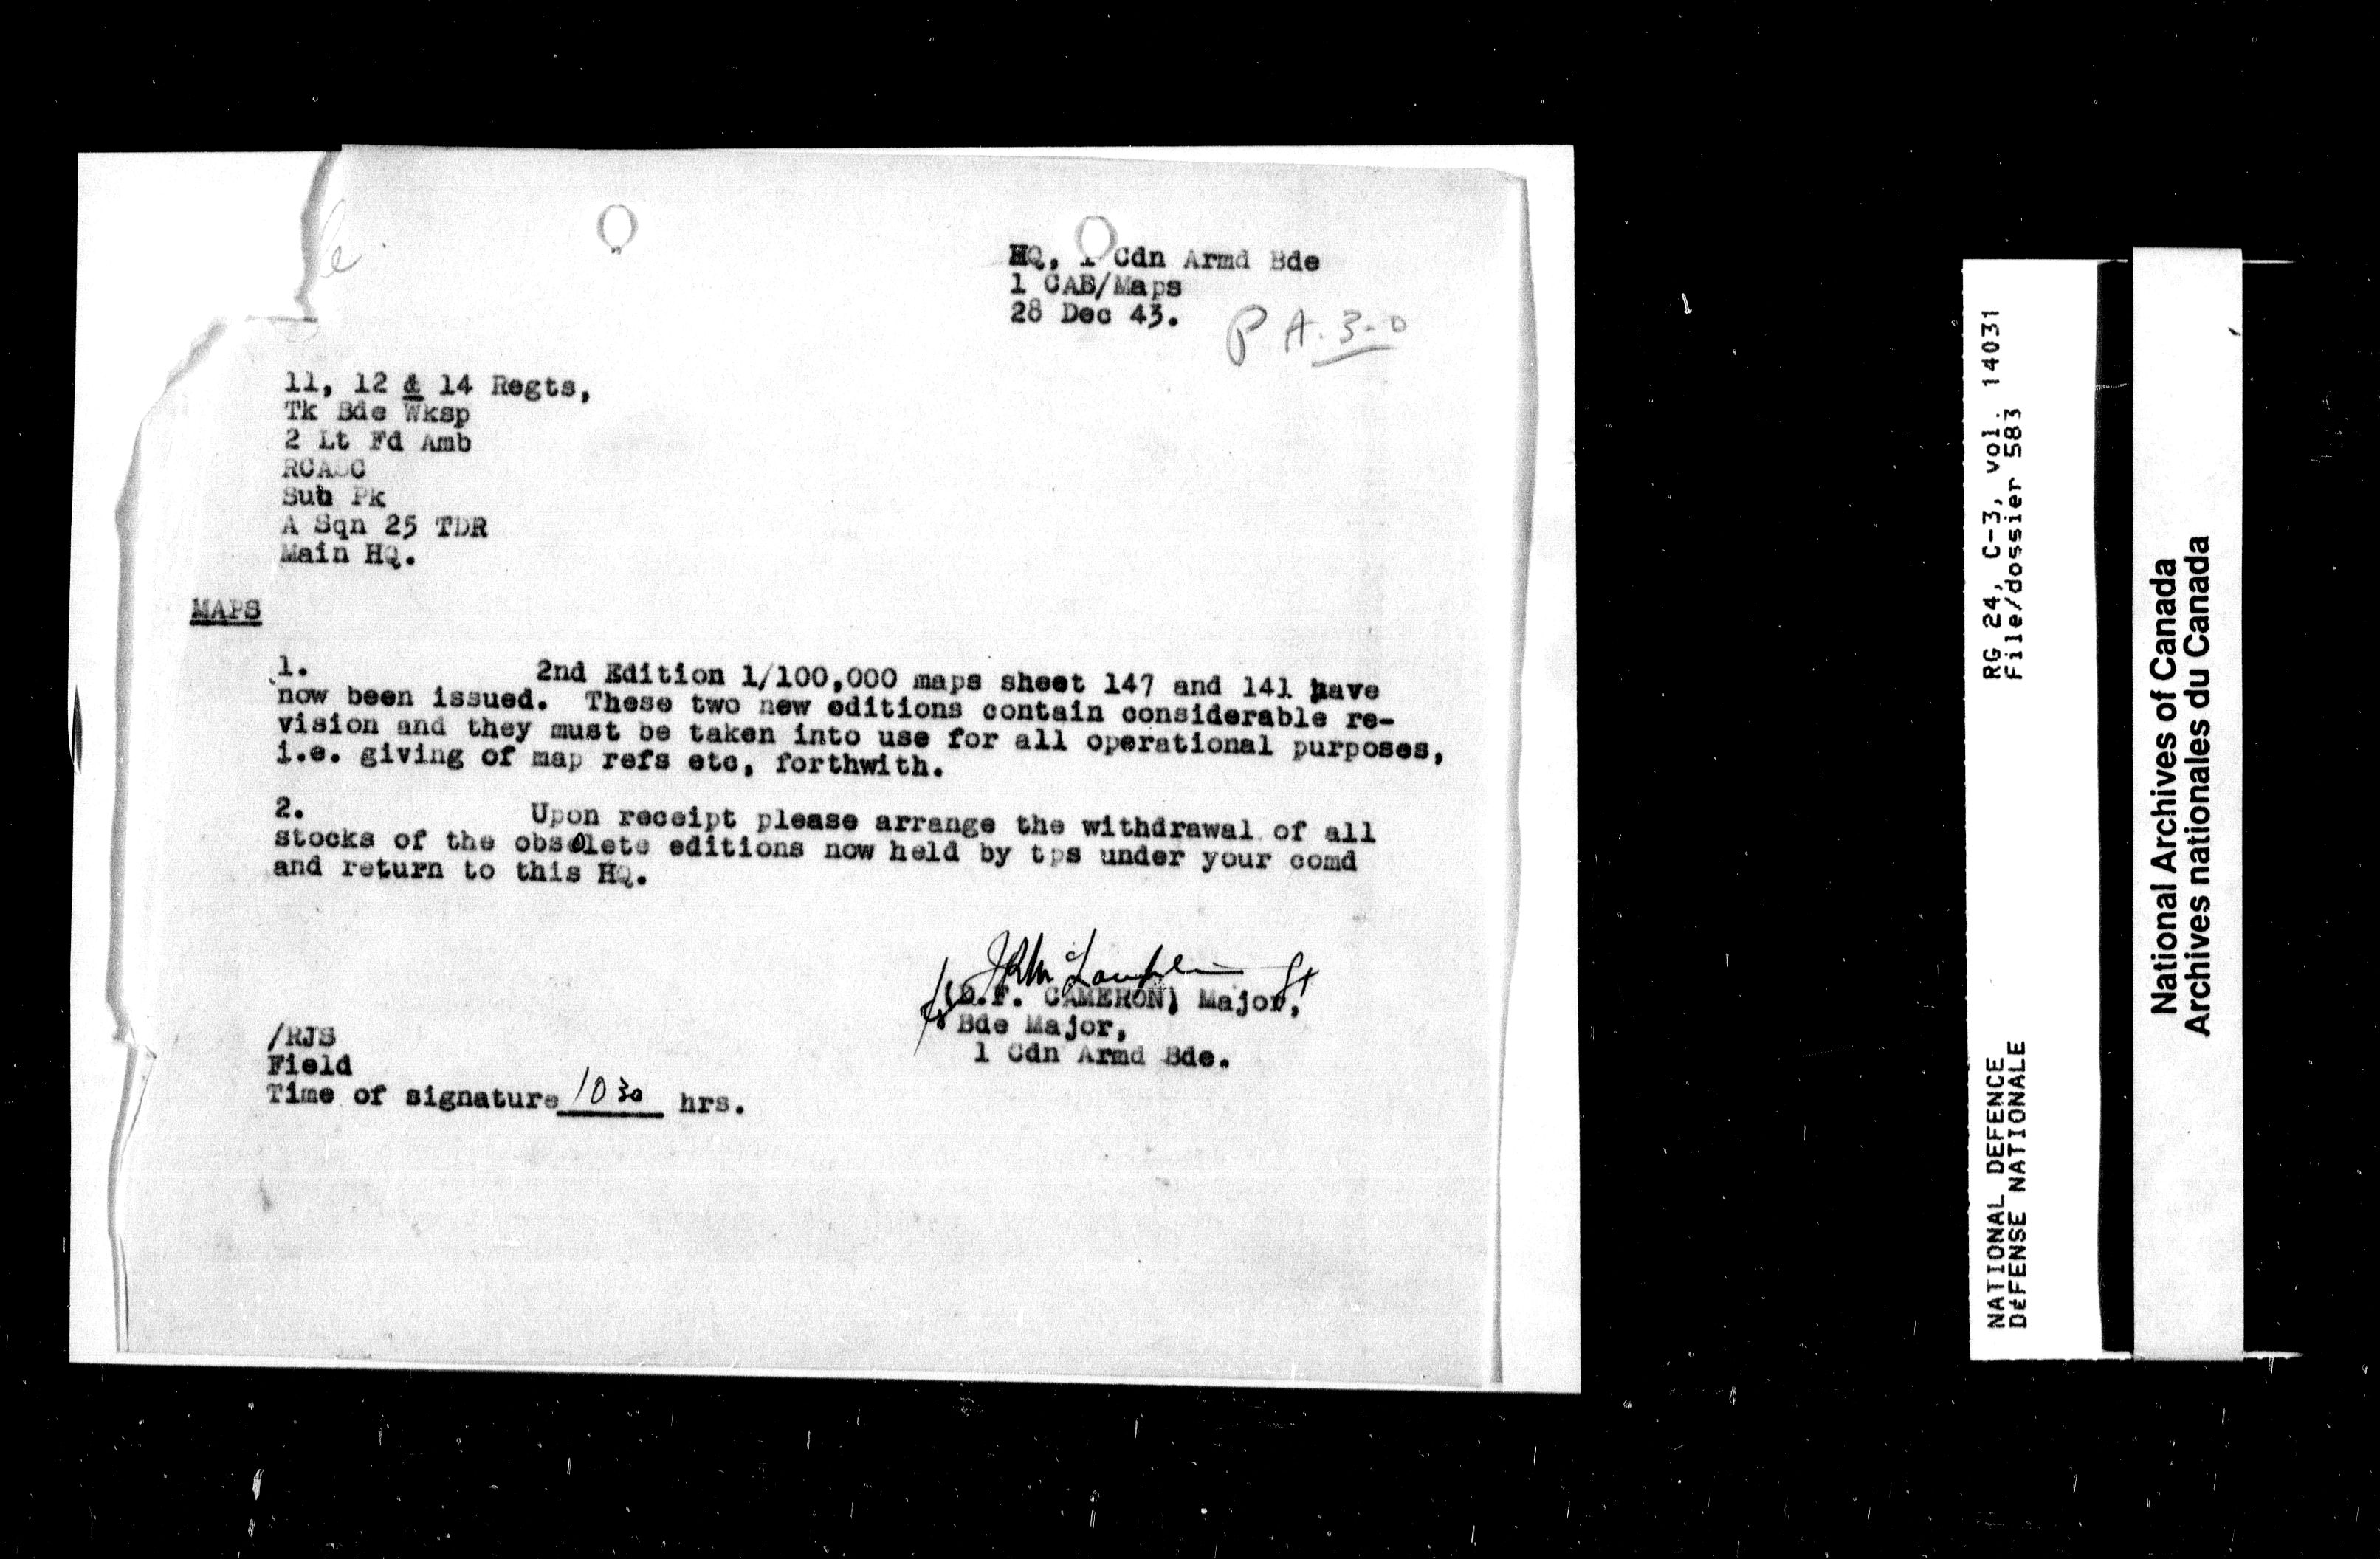 HQ, 1 Cdn Armd Bde
1 CAB/Maps
28 Dec 43.
P A. 3-0
11, 12 & 14 Regts,
Tk Bde Wksp
2 Lt Fd Amb
RCASC
Sub Pk
A Sqn 25 TDR
Main HQ.
MAPS
1. 2nd Edition 1/100,000 maps sheet 147 and 141 have
now been issued. These two new editions contain considerable re-
vision and they must be taken into use for all operational purposes,
i.e. giving of map refs etc, forthwith.
2. Upon receipt please arrange the withdrawal of all
stocks of the obsolete editions now held by tps under your comd
and return to this HQ.
(D.F. CAMERON) Major,
Bde Major,
1 Cdn Armd Bde.
/RJS
Field
Time of signature 1030 hrs.
RG 24, C-3, vol. 14031
File/dossier 583
NATIONAL DEFENCE
DÉFENSE NATIONALE
National Archives of Canada
Archives nationales du Canada